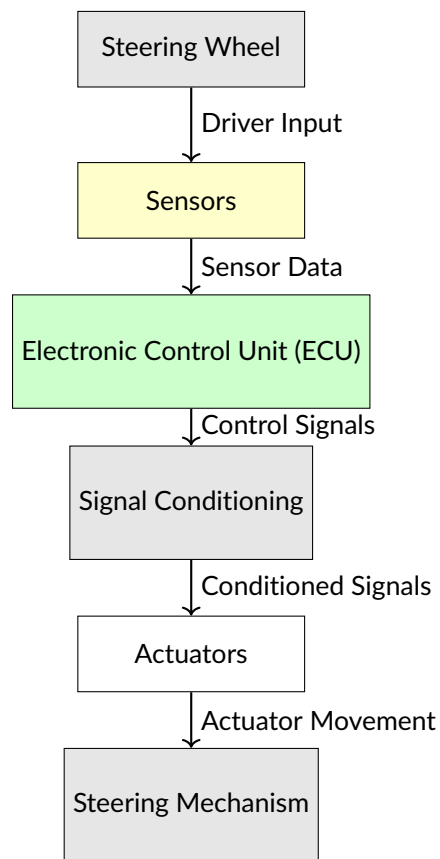 Steering Wheel
Driver Input
Sensors
Sensor Data
Electronic Control Unit (ECU)
Control Signals
Signal Conditioning
Conditioned Signals
Actuators
Actuator Movement
Steering Mechanism